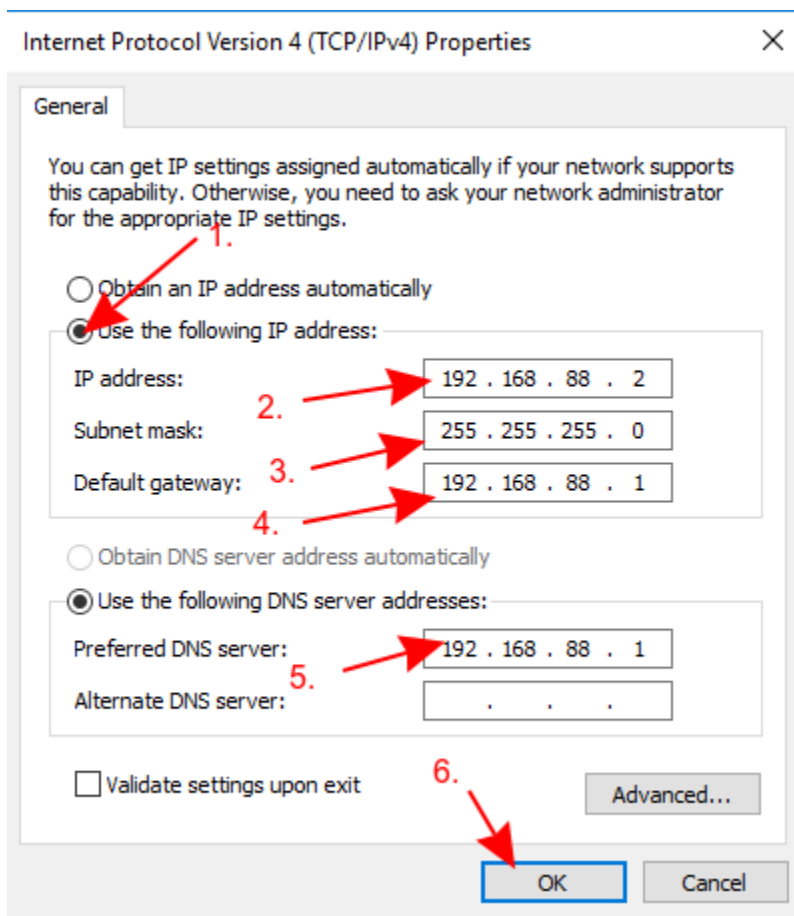 Internet Protocol Version 4 (TCP/IPv4) Properties
General
You can get IP settings assigned automatically if your network supports
this capability. Otherwise, you need to ask your network administrator
for the appropriate IP settings.
1.
Obtain an IP address automatically
Use the following IP address:
IP address: 192 . 168 . 88 . 2
2.
Subnet mask: 255 . 255 . 255 . 0
3.
Default gateway: 192 . 168 . 88 . 1
4.
Obtain DNS server address automatically
Use the following DNS server addresses:
Preferred DNS server: 192 . 168 . 88 . 1
5.
Alternate DNS server: . . .
6.
Validate settings upon exit
Advanced...
OK Cancel